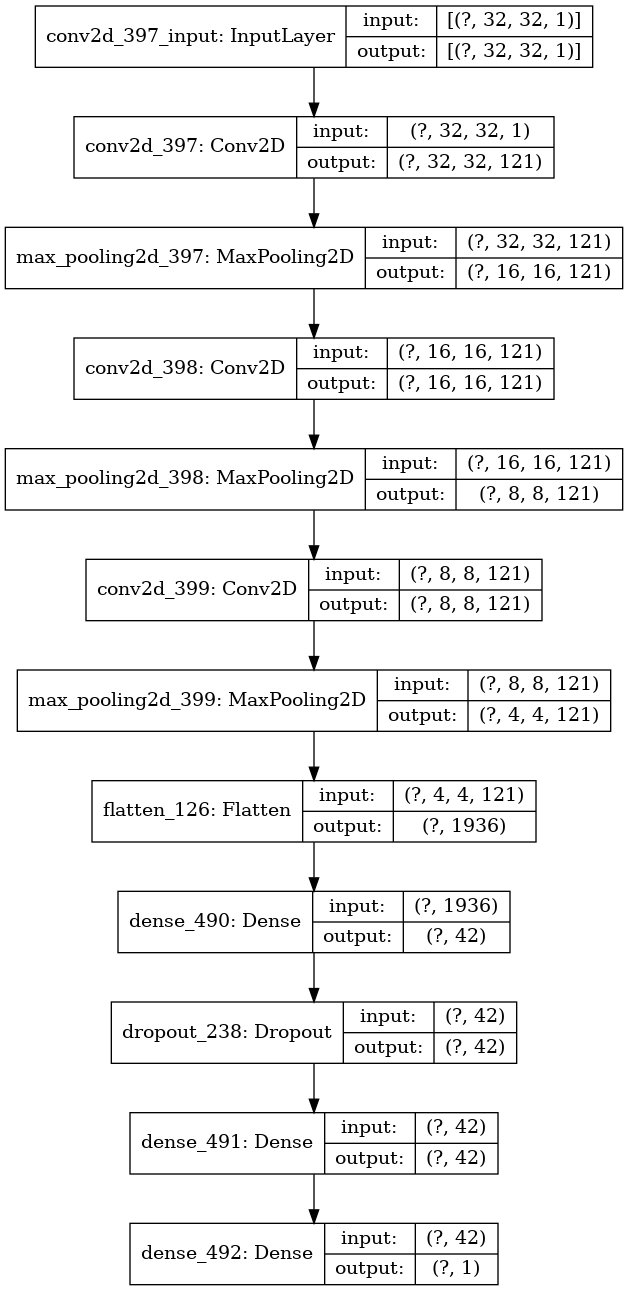 conv2d_397_input: InputLayer input: [(?, 32, 32, 1)]
output: [(?, 32, 32, 1)]
conv2d_397: Conv2D input: (?, 32, 32, 1)
output: (?, 32, 32, 121)
max_pooling2d_397: MaxPooling2D input: (?, 32, 32, 121)
output: (?, 16, 16, 121)
conv2d_398: Conv2D input: (?, 16, 16, 121)
output: (?, 16, 16, 121)
max_pooling2d_398: MaxPooling2D input: (?, 16, 16, 121)
output: (?, 8, 8, 121)
conv2d_399: Conv2D input: (?, 8, 8, 121)
output: (?, 8, 8, 121)
max_pooling2d_399: MaxPooling2D input: (?, 8, 8, 121)
output: (?, 4, 4, 121)
flatten_126: Flatten input: (?, 4, 4, 121)
output: (?, 1936)
dense_490: Dense input: (?, 1936)
output: (?, 42)
dropout_238: Dropout input: (?, 42)
output: (?, 42)
dense_491: Dense input: (?, 42)
output: (?, 42)
dense_492: Dense input: (?, 42)
output: (?, 1)